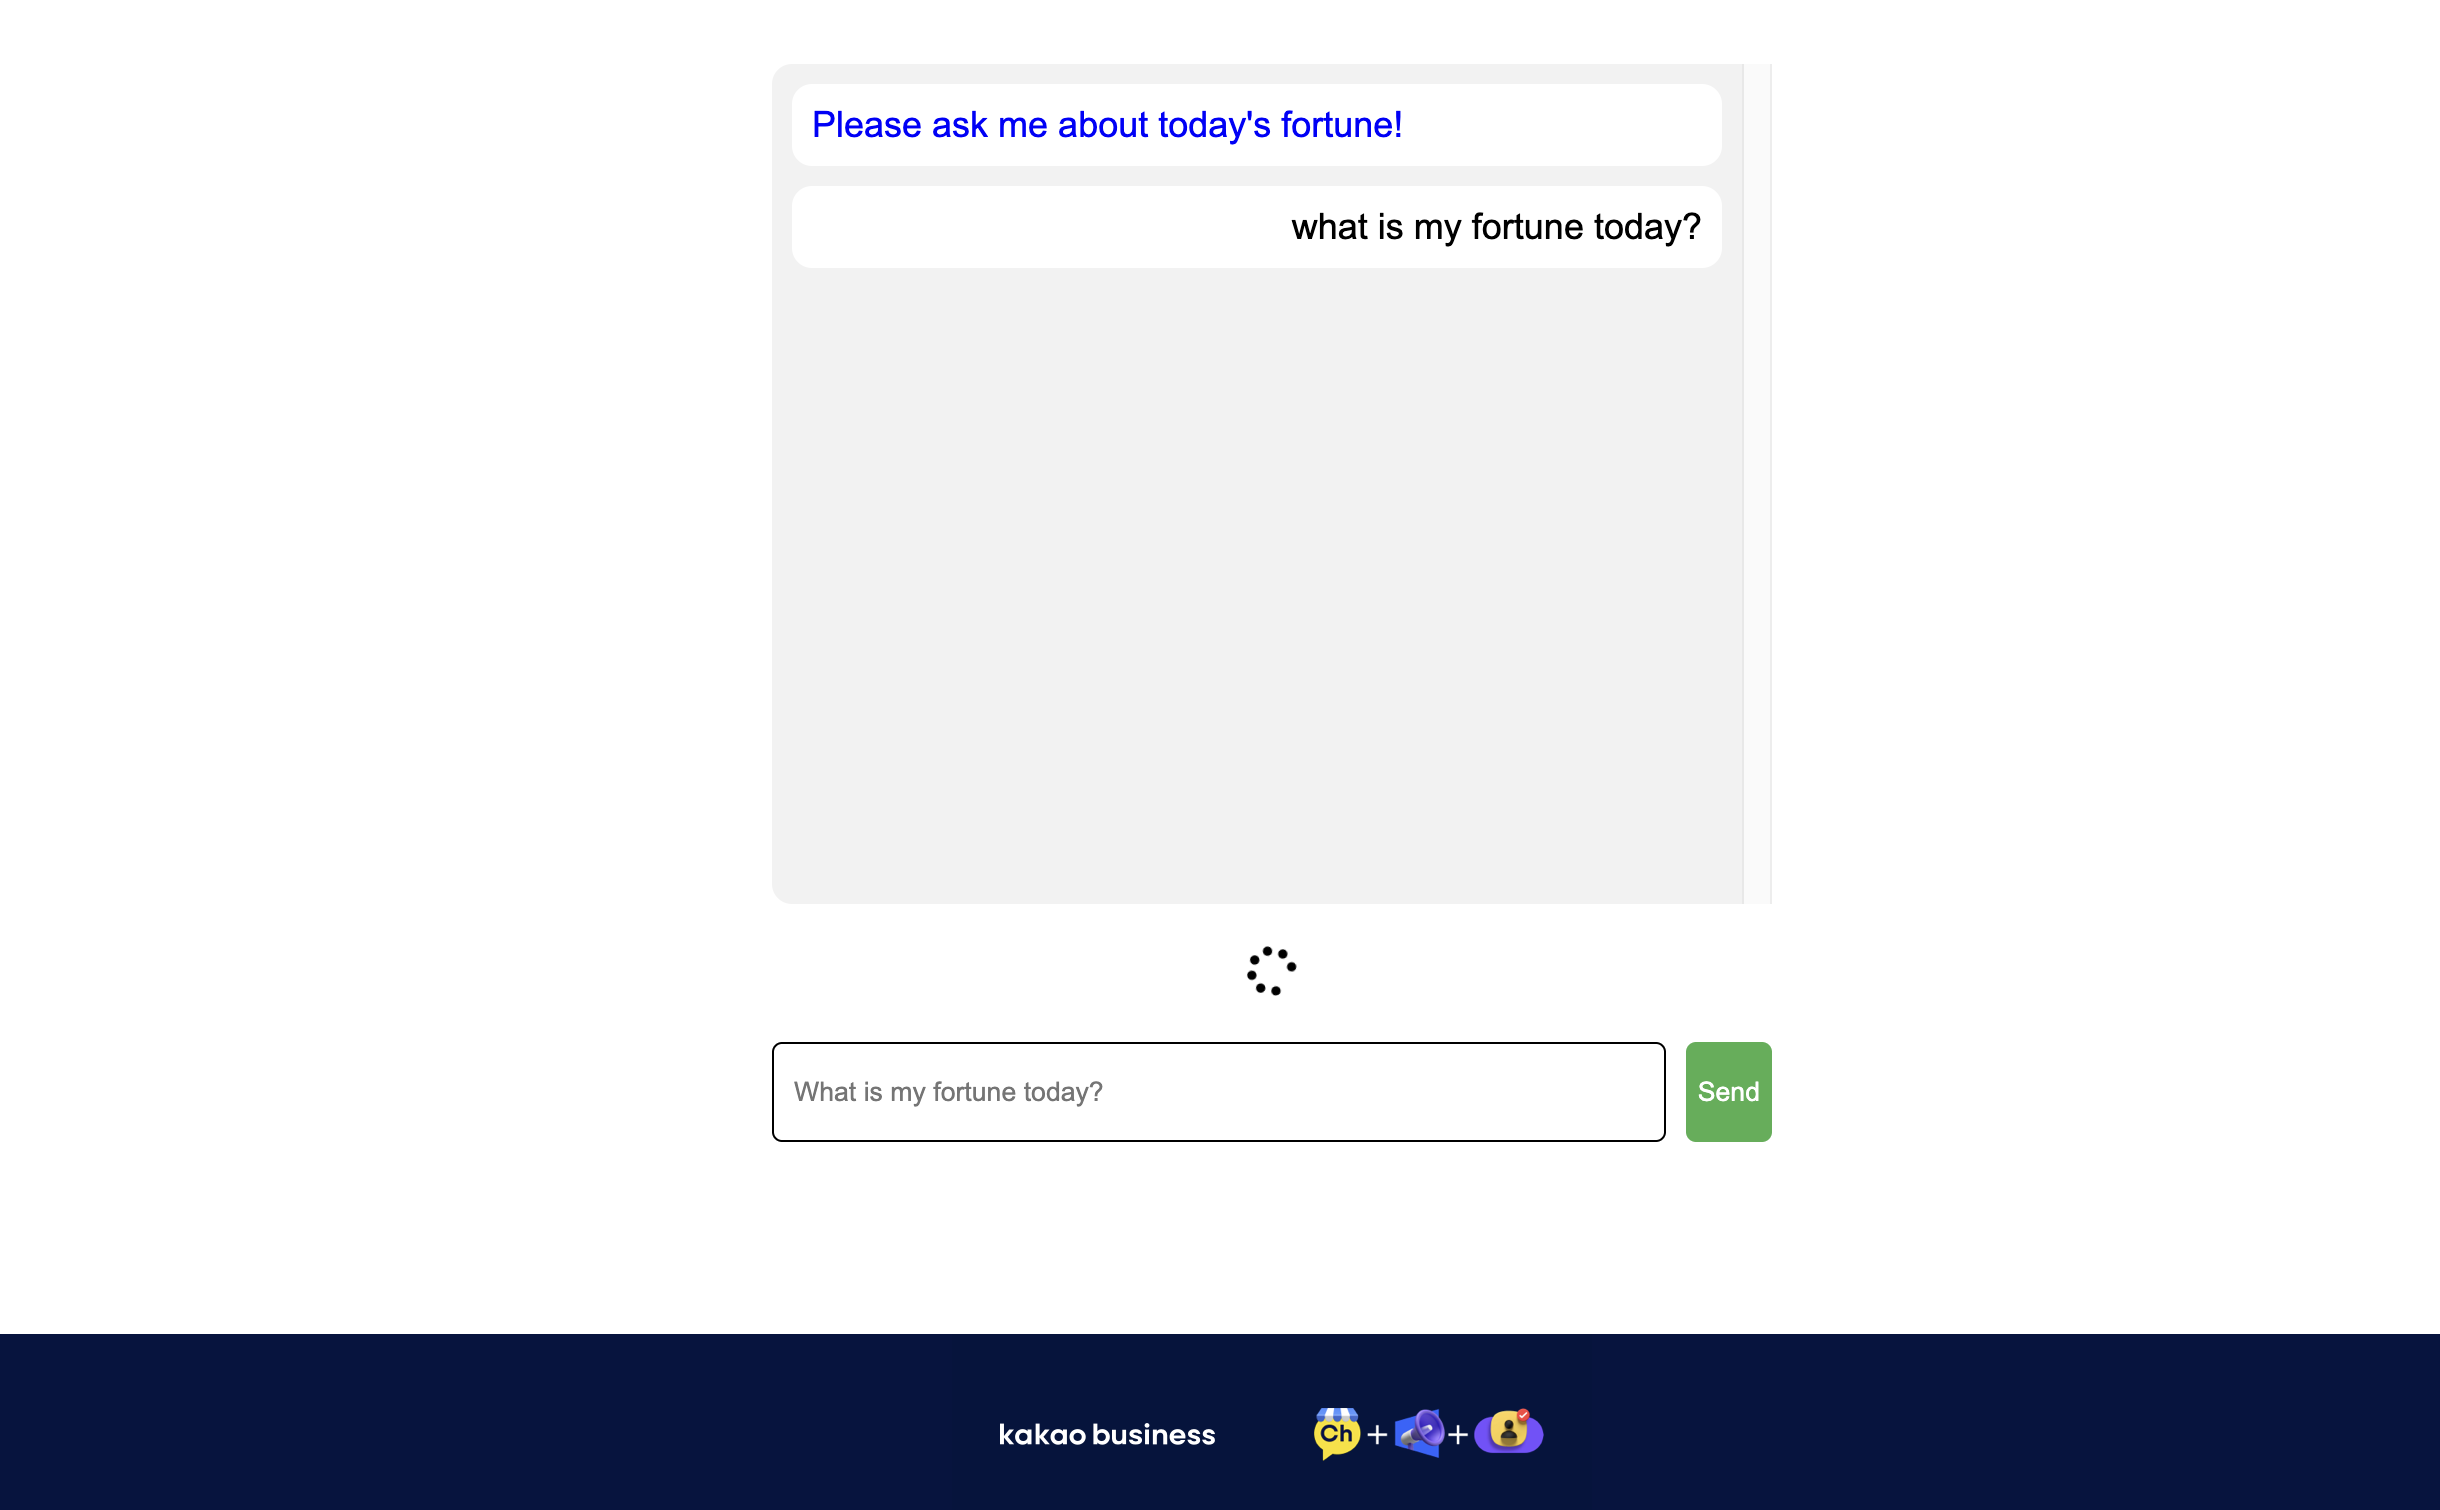 Please ask me about today's fortune!
what is my fortune today?
What is my fortune today?
Send
kakao business
Ch + +